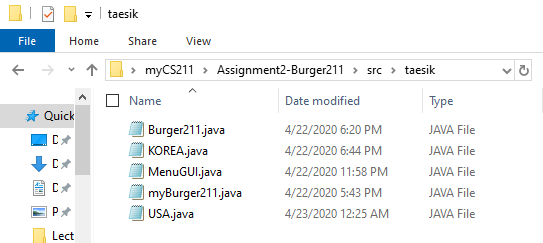 taesik
File Home Share View
myCS211 Assignment2-Burger211 src taesik
Name Date modified Type
Quick
Burger211.java 4/22/2020 6:20 PM JAVA File
D
KOREA.java 4/22/2020 6:44 PM JAVA File
D
MenuGUI.java 4/22/2020 11:58 PM JAVA File
D
myBurger211.java 4/22/2020 5:43 PM JAVA File
P
USA.java 4/23/2020 12:25 AM JAVA File
Lect